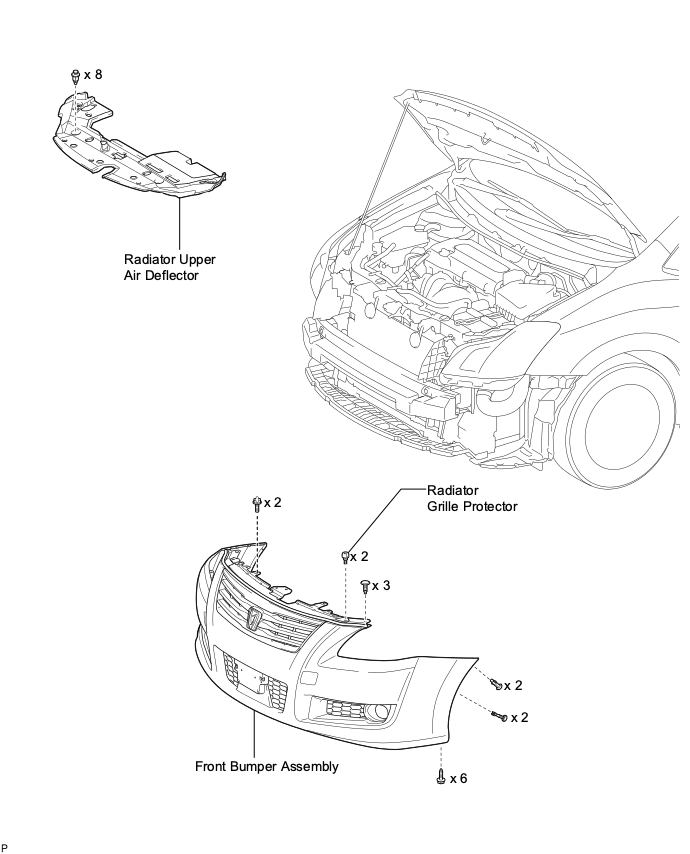 x 8
Radiator Upper
Air Deflector
Radiator
Grille Protector
x 2
x 2
x 3
x 2
x 2
Front Bumper Assembly
x 6
P